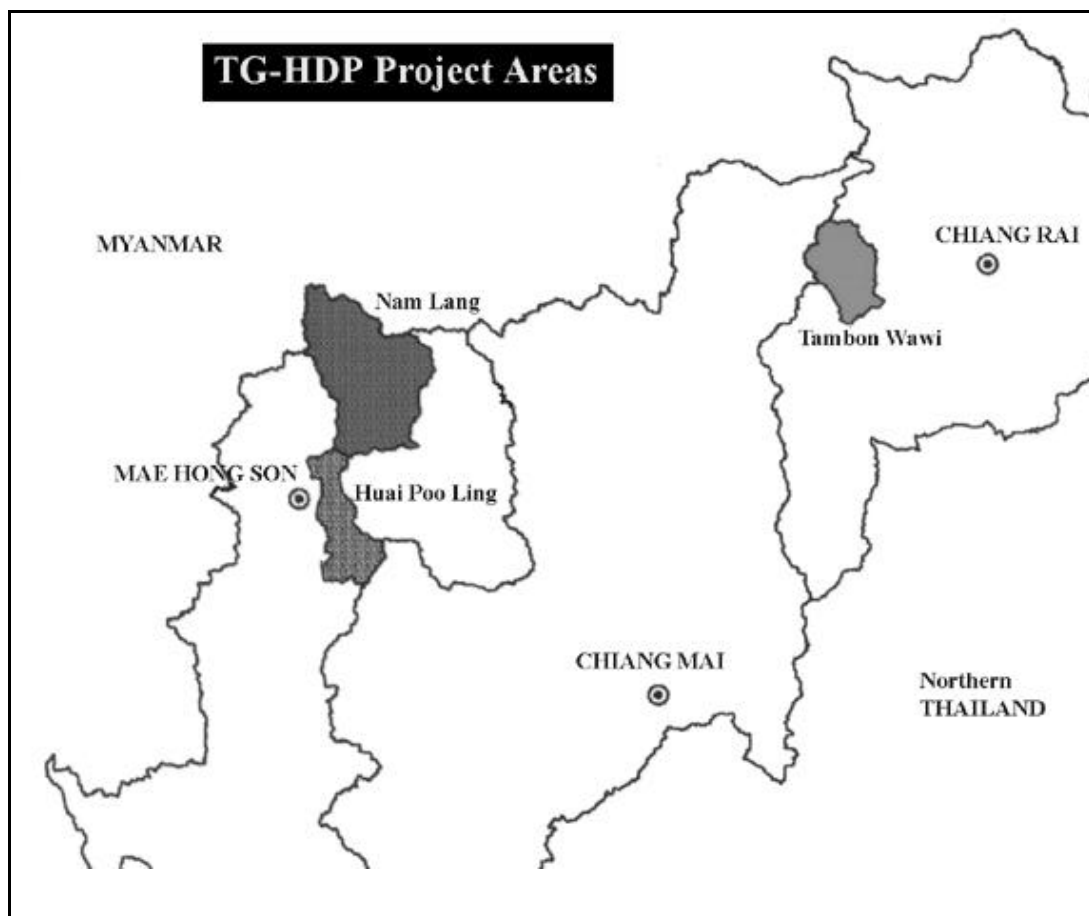 TG-HDP Project Areas
MYANMAR
CHIANG RAI
Nam Lang
Tambon Wawi
MAE HONG SON
Huai Poo Ling
CHIANG MAI
Northern
THAILAND